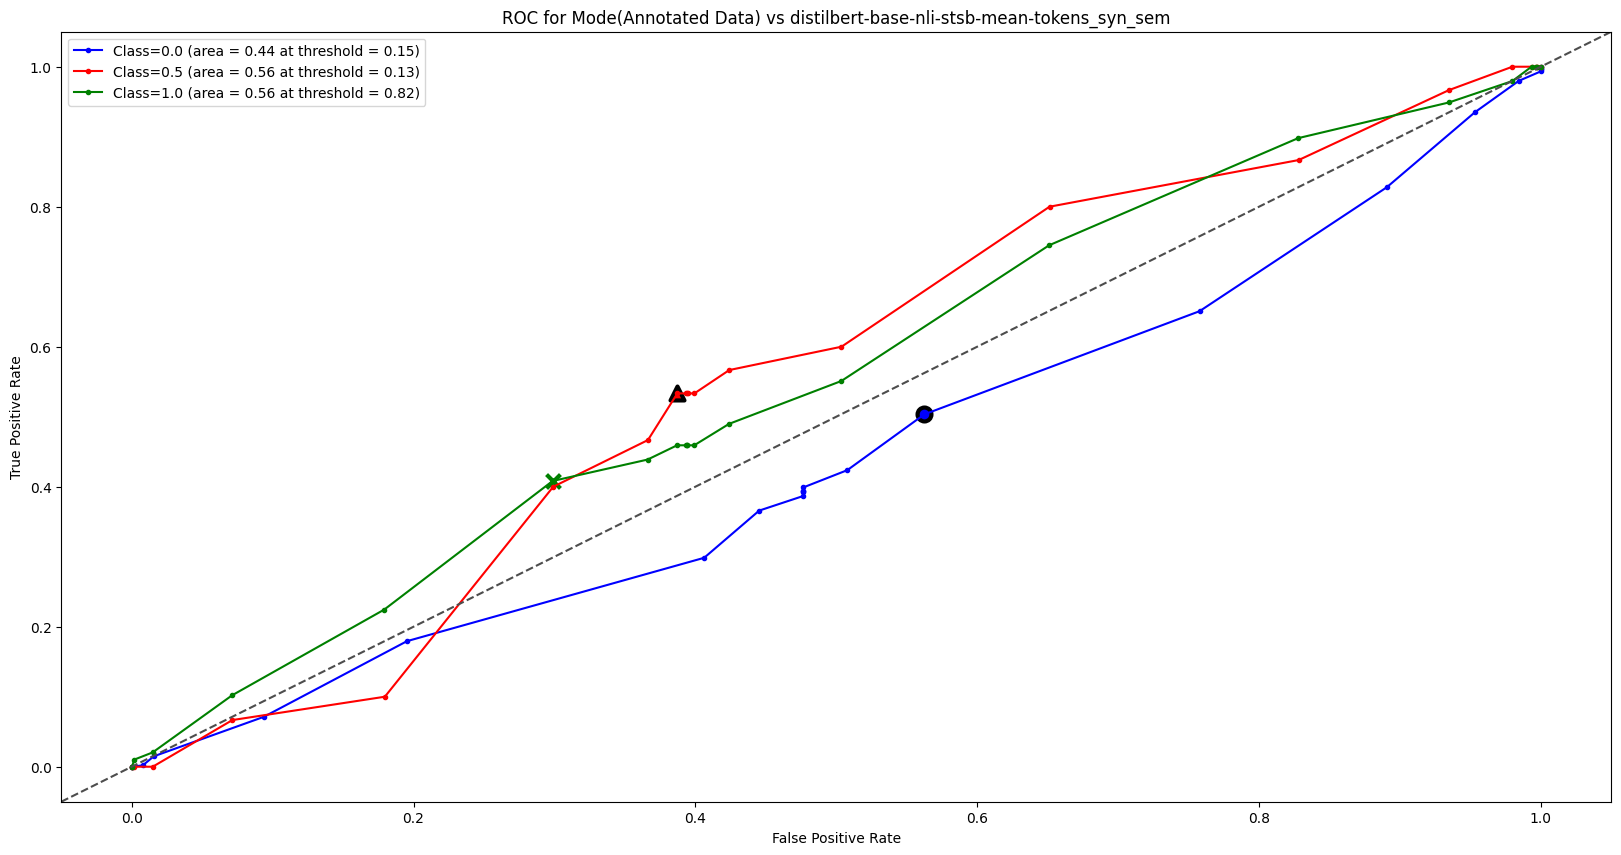 ROC for Mode(Annotated Data) vs distilbert-base-nli-stsb-mean-tokens_syn_sem
Class=0.0 (area = 0.44 at threshold = 0.15)
Class=0.5 (area = 0.56 at threshold = 0.13)
Class=1.0 (area = 0.56 at threshold = 0.82)
True Positive Rate
1.0
0.8
0.6
0.4
0.2
0.0
0.0 0.2 0.4 0.6 0.8 1.0
False Positive Rate